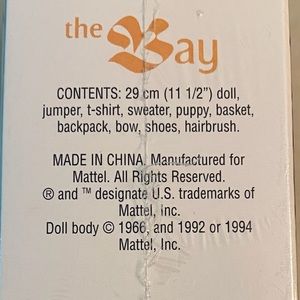 the Bay
CONTENTS: 29 cm (11 1/2") doll,
jumper, t-shirt, sweater, puppy, basket,
backpack, bow, shoes, hairbrush.
MADE IN CHINA. Manufactured for
Mattel. All Rights Reserved.
® and ™ designate U.S. trademarks of
Mattel, Inc.
Doll body © 1966, and 1992 or 1994
Mattel, Inc.